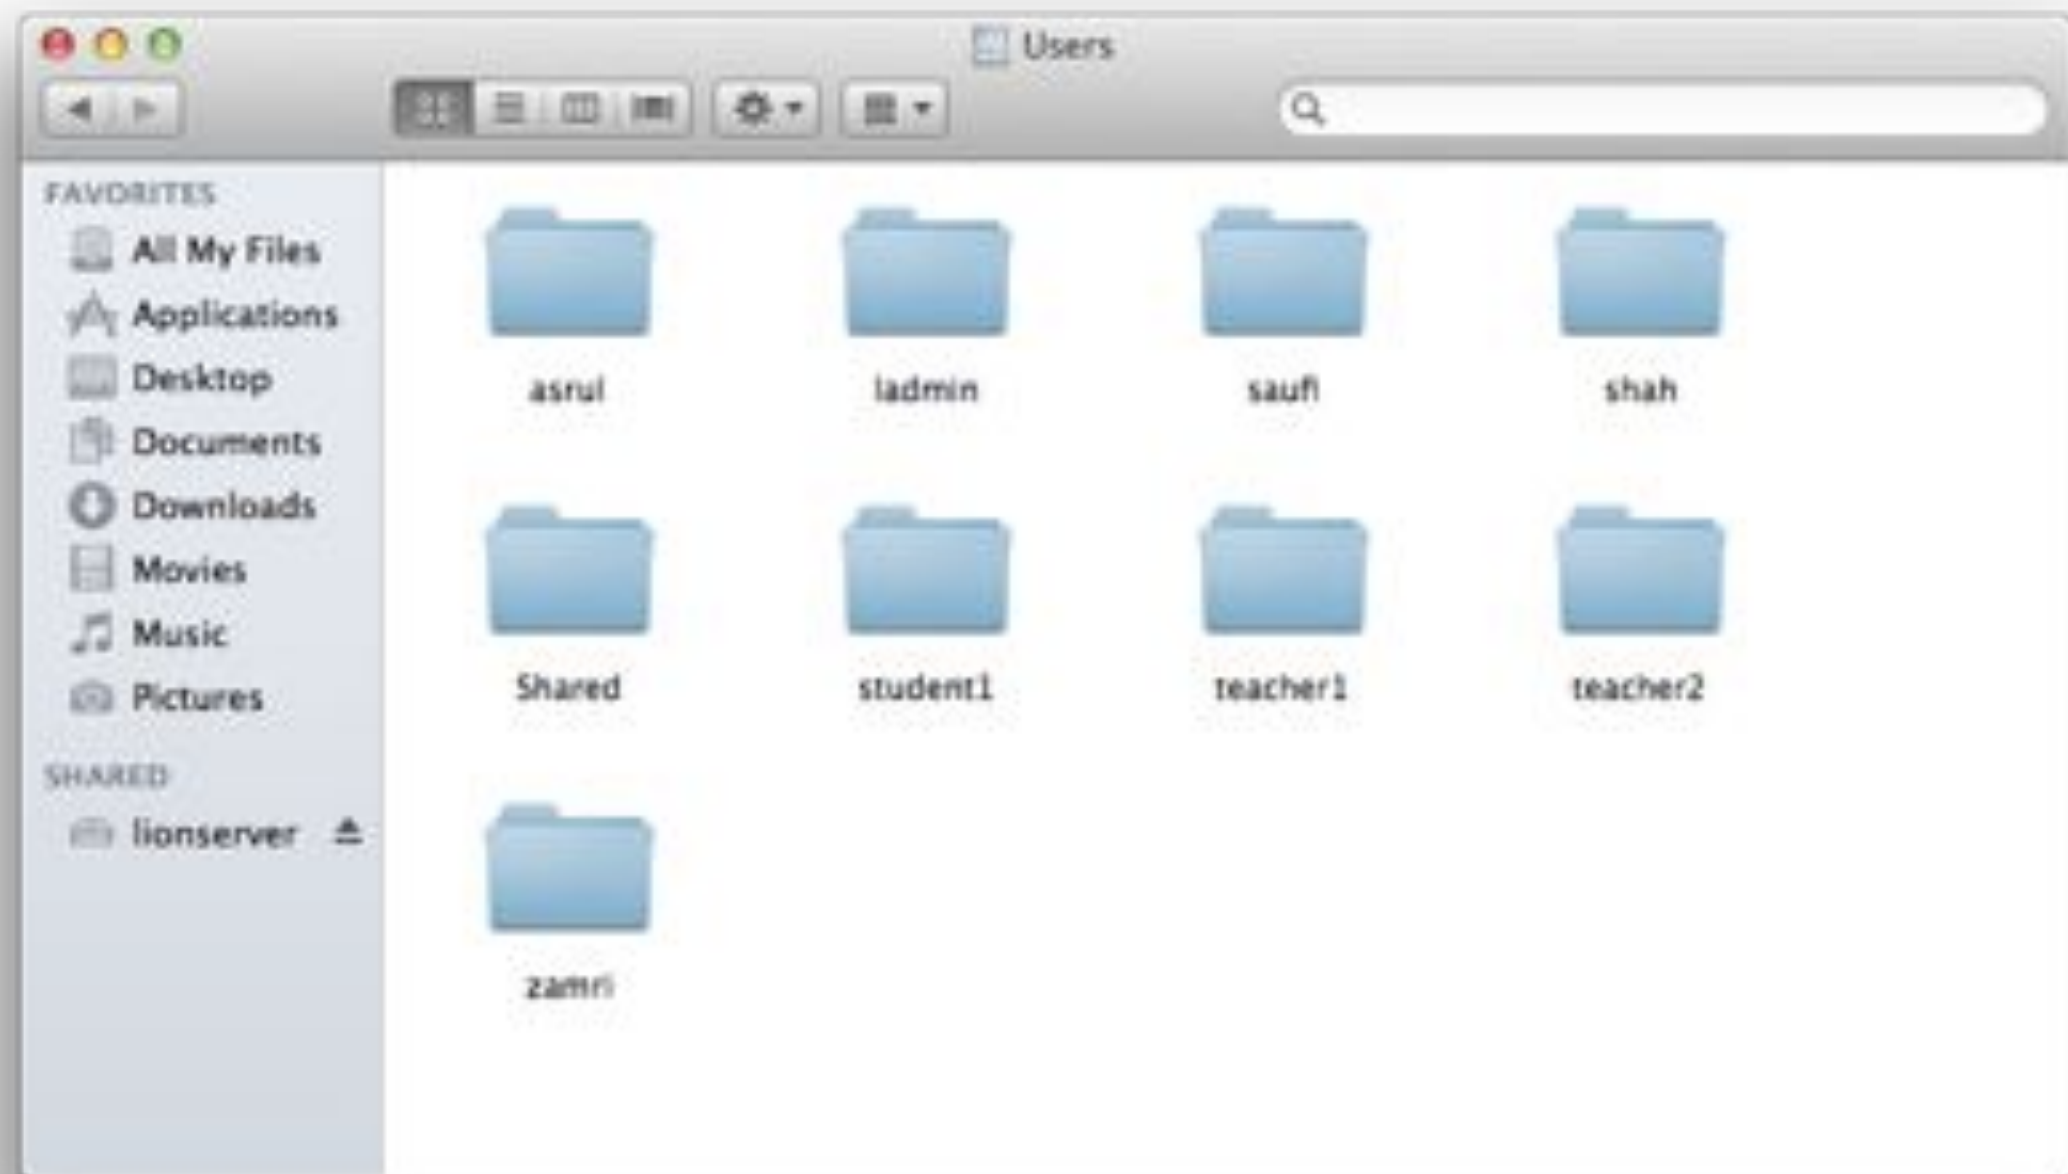 Users
FAVORITES
All My Files
Applications
Desktop
Documents
Downloads
Movies
Music
Pictures
SHARED
lionserver
asrul
ladmin
saufi
shah
Shared
student1
teacher1
teacher2
zamri